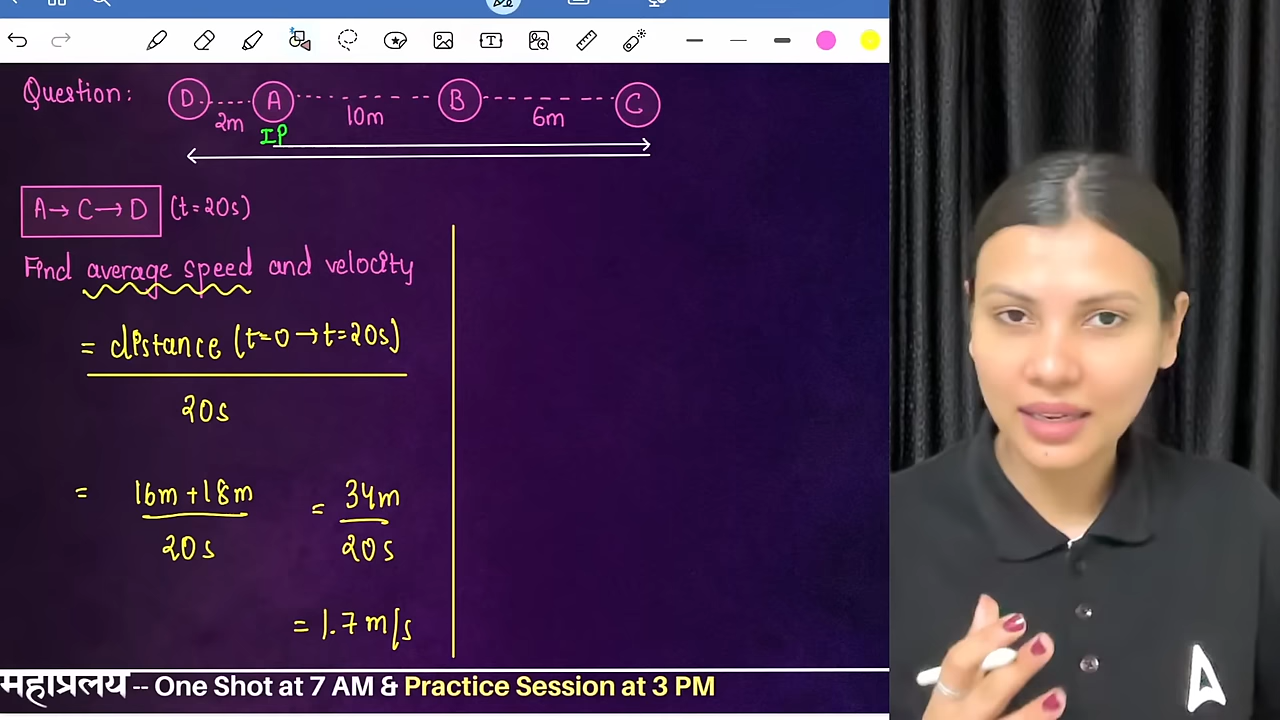 Question: D A B C
2m 10m 6m
IP
A→ C→ D (t=20s)
Find average speed and velocity
= distance (t=0→t=20s)
20s
= 16m+18m = 34m
20s 20s
= 1.7m/s
महाप्रलय -- One Shot at 7 AM & Practice Session at 3 PM